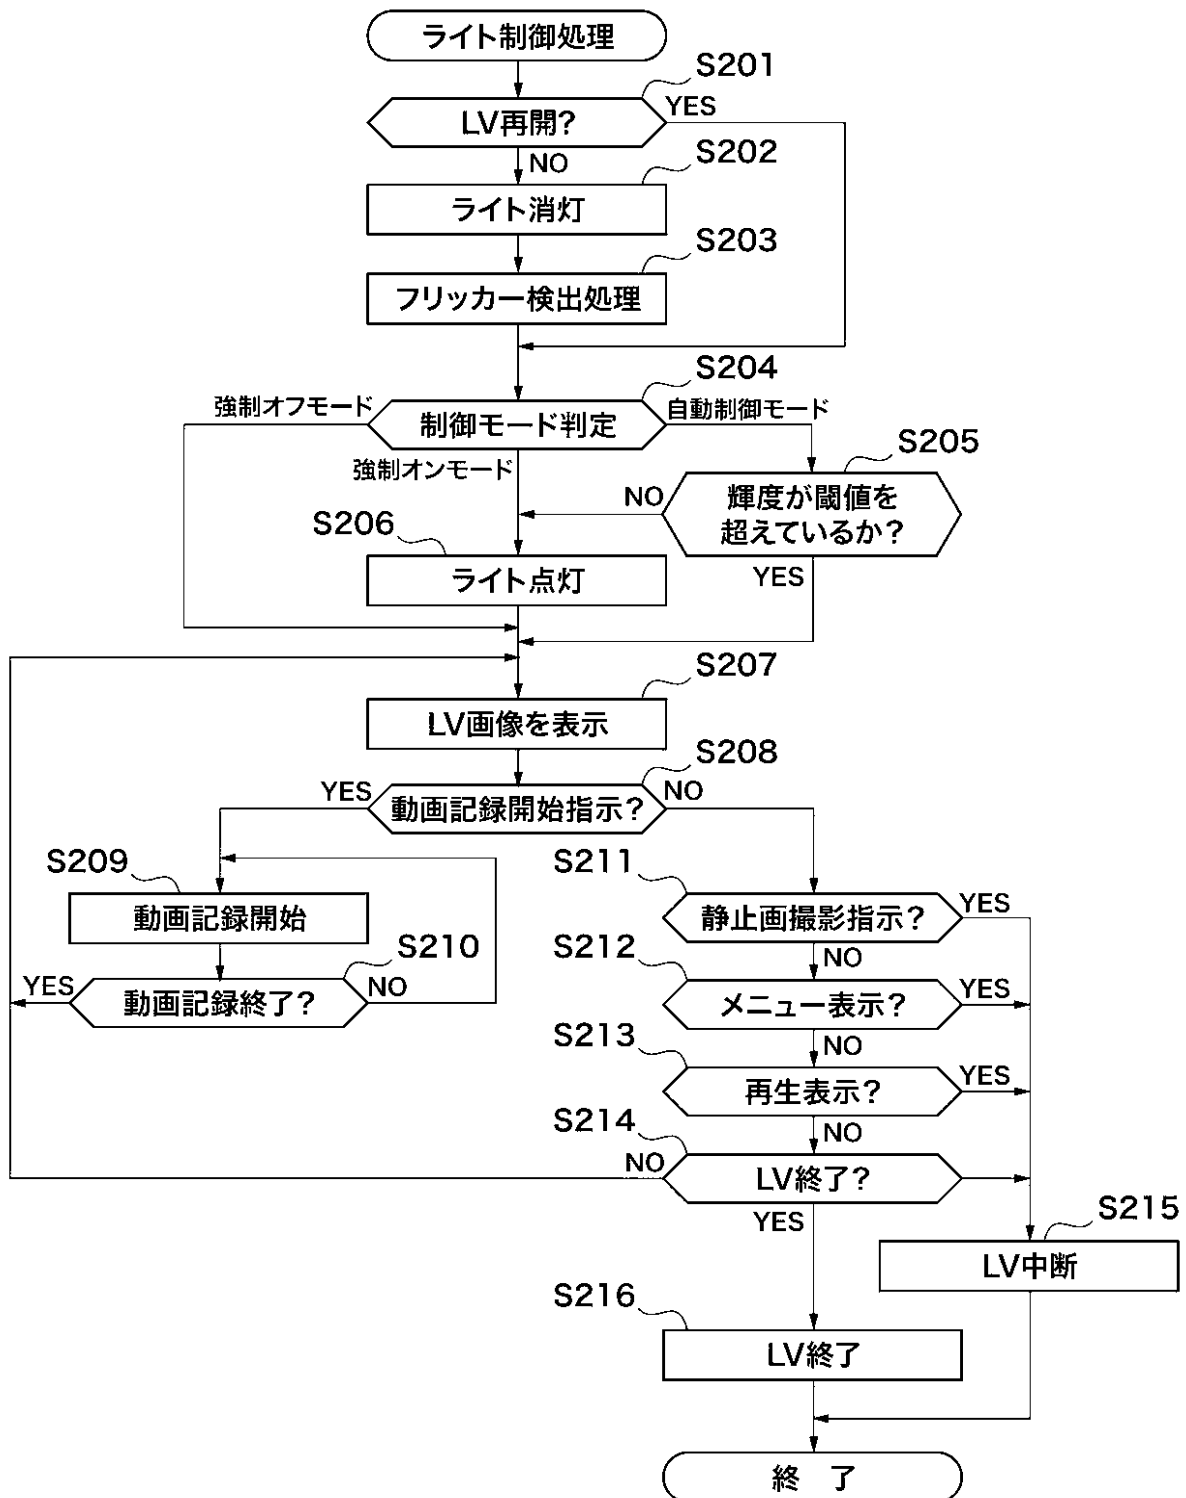 ライト制御処理
S201
LV再開?
YES
NO
S202
ライト消灯
S203
フリッカー検出処理
S204
強制オフモード
制御モード判定
自動制御モード
強制オンモード
S205
輝度が閾値を
超えているか?
NO
YES
S206
ライト点灯
S207
LV画像を表示
S208
YES
動画記録開始指示?
NO
S209
動画記録開始
S210
YES
動画記録終了?
NO
S211
静止画撮影指示?
YES
NO
S212
メニュー表示?
YES
NO
S213
再生表示?
YES
NO
S214
NO
LV終了?
YES
S215
LV中断
S216
LV終了
終 了